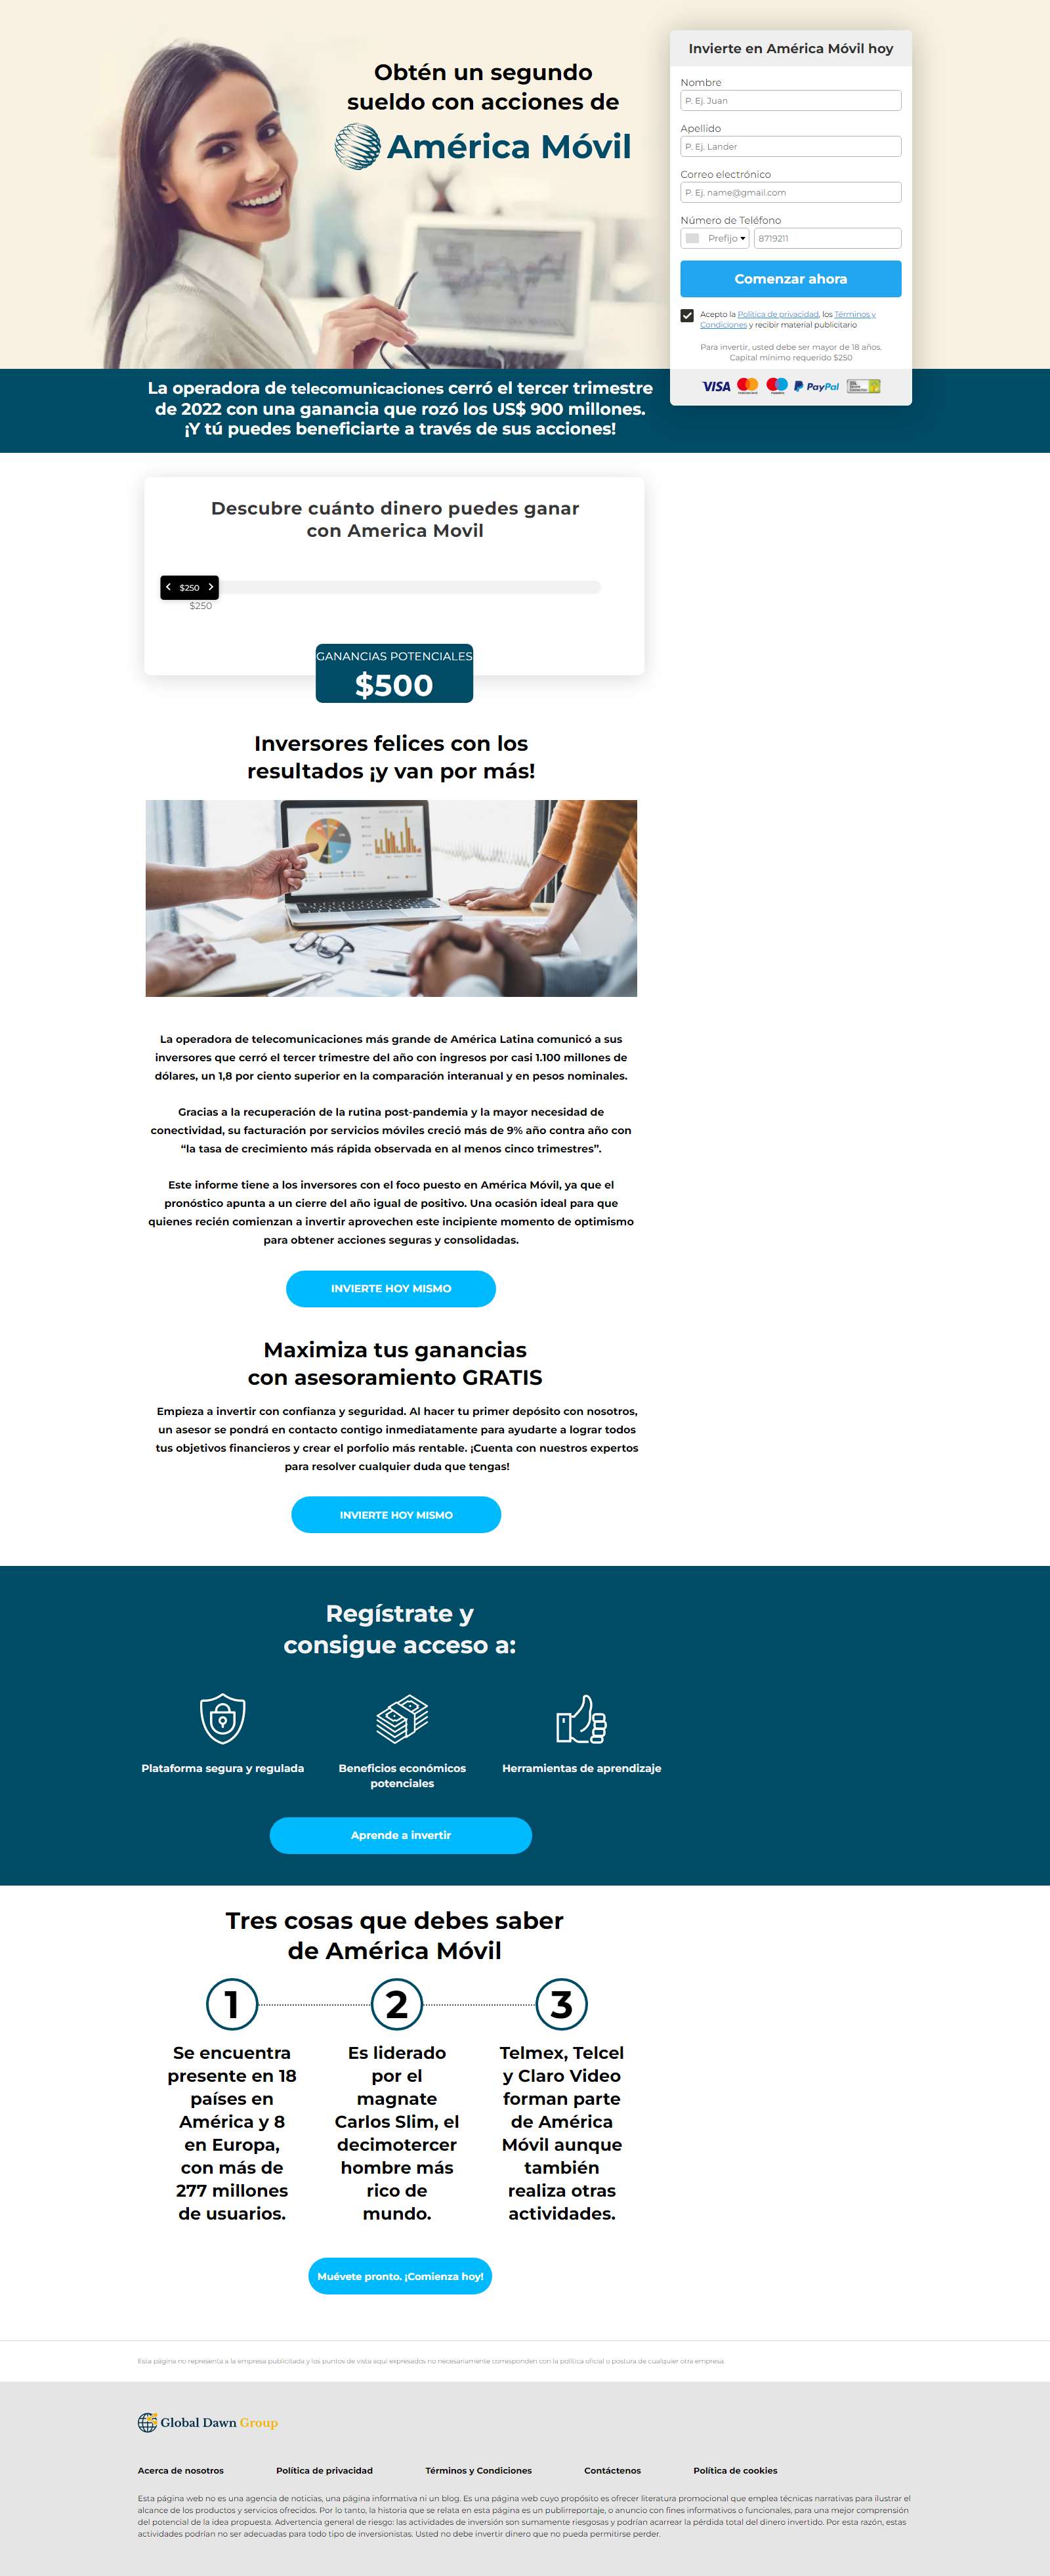 Obtén un segundo
sueldo con acciones de
América Móvil
Invierte en América Móvil hoy
Nombre
P. Ej. Juan
Apellido
P. Ej. Lander
Correo electrónico
P. Ej. name@gmail.com
Número de Teléfono
Prefijo
8719211
Comenzar ahora
Acepto la Política de privacidad, los Términos y
Condiciones y recibir material publicitario
Para invertir, usted debe ser mayor de 18 años.
Capital mínimo requerido $250
VISA
PayPal
La operadora de telecomunicaciones cerró el tercer trimestre
de 2022 con una ganancia que rozó los US$ 900 millones.
¡Y tú puedes beneficiarte a través de sus acciones!
Descubre cuánto dinero puedes ganar
con America Movil
$250
$250
GANANCIAS POTENCIALES
$500
Inversores felices con los
resultados ¡y van por más!
La operadora de telecomunicaciones más grande de América Latina comunicó a sus
inversores que cerró el tercer trimestre del año con ingresos por casi 1.100 millones de
dólares, un 1,8 por ciento superior en la comparación interanual y en pesos nominales.
Gracias a la recuperación de la rutina post-pandemia y la mayor necesidad de
conectividad, su facturación por servicios móviles creció más de 9% año contra año con
“la tasa de crecimiento más rápida observada en al menos cinco trimestres”.
Este informe tiene a los inversores con el foco puesto en América Móvil, ya que el
pronóstico apunta a un cierre del año igual de positivo. Una ocasión ideal para que
quienes recién comienzan a invertir aprovechen este incipiente momento de optimismo
para obtener acciones seguras y consolidadas.
INVIERTE HOY MISMO
Maximiza tus ganancias
con asesoramiento GRATIS
Empieza a invertir con confianza y seguridad. Al hacer tu primer depósito con nosotros,
un asesor se pondrá en contacto contigo inmediatamente para ayudarte a lograr todos
tus objetivos financieros y crear el porfolio más rentable. ¡Cuenta con nuestros expertos
para resolver cualquier duda que tengas!
INVIERTE HOY MISMO
Regístrate y
consigue acceso a:
Plataforma segura y regulada
Beneficios económicos
potenciales
Herramientas de aprendizaje
Aprende a invertir
Tres cosas que debes saber
de América Móvil
1
2
3
Se encuentra
presente en 18
países en
América y 8
en Europa,
con más de
277 millones
de usuarios.
Es liderado
por el
magnate
Carlos Slim, el
decimotercer
hombre más
rico de
mundo.
Telmex, Telcel
y Claro Video
forman parte
de América
Móvil aunque
también
realiza otras
actividades.
Muévete pronto. ¡Comienza hoy!
Esta página no representa a la empresa publicitada y los puntos de vista aquí expresados no necesariamente corresponden con la política oficial o postura de cualquier otra empresa.
Global Dawn Group
Acerca de nosotros
Política de privacidad
Términos y Condiciones
Contáctenos
Política de cookies
Esta página web no es una agencia de noticias, una página informativa ni un blog. Es una página web cuyo propósito es ofrecer literatura promocional que emplea técnicas narrativas para ilustrar el
alcance de los productos y servicios ofrecidos. Por lo tanto, la historia que se relata en esta página es un publirreportaje, o anuncio con fines informativos o funcionales, para una mejor comprensión
del potencial de la idea propuesta. Advertencia general de riesgo: las actividades de inversión son sumamente riesgosas y podrían acarrear la pérdida total del dinero invertido. Por esta razón, estas
actividades podrían no ser adecuadas para todo tipo de inversionistas. Usted no debe invertir dinero que no pueda permitirse perder.